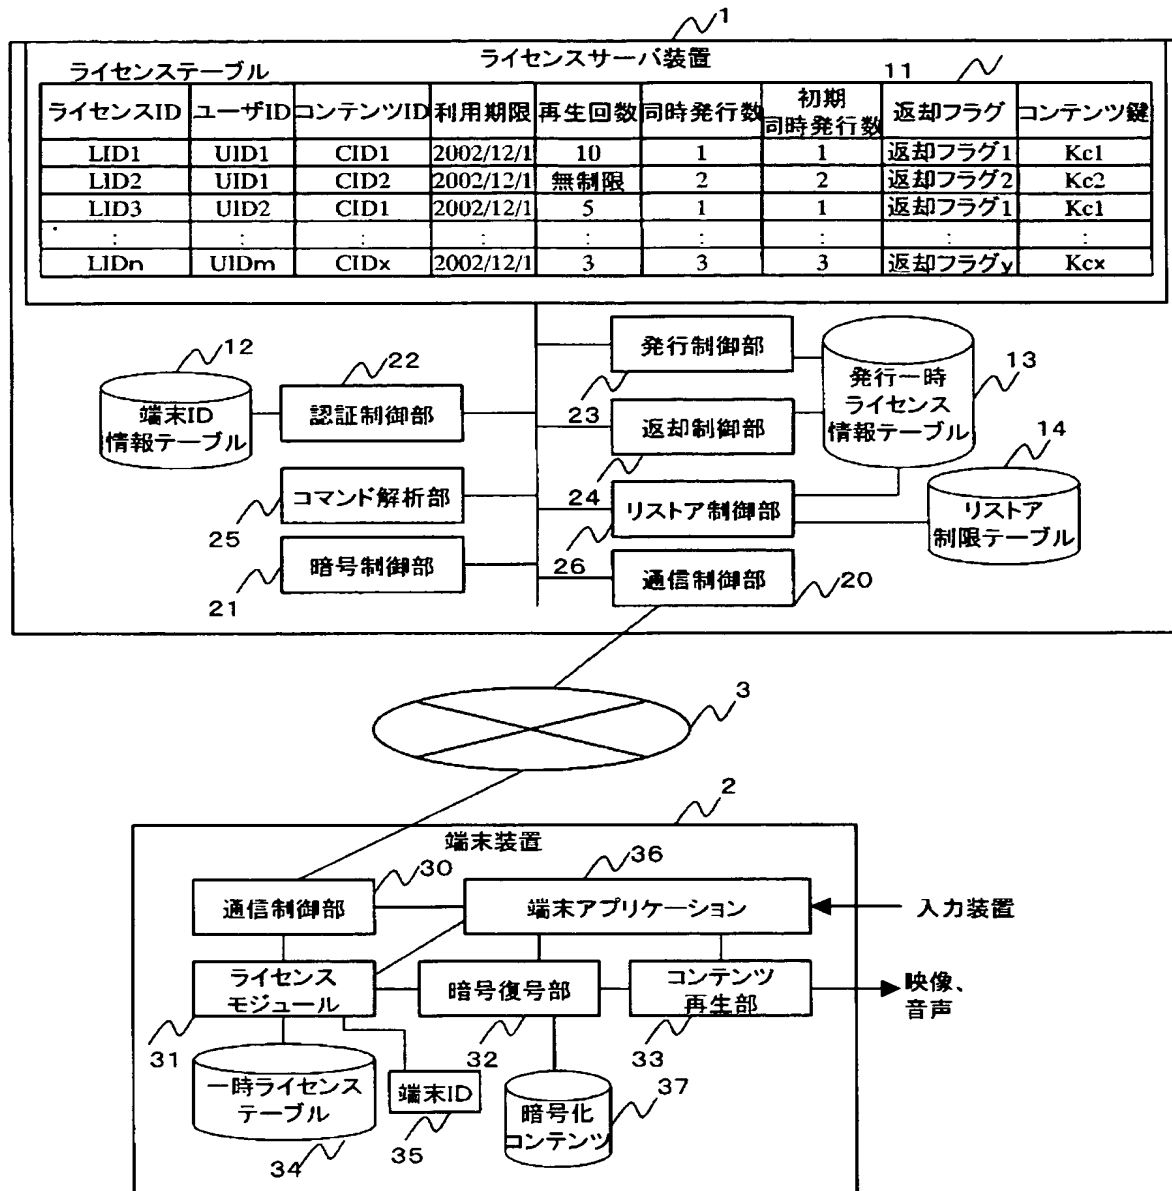 1
ライセンスサーバ装置
ライセンステーブル
11
ライセンスID ユーザID コンテンツID 利用期限 再生回数 同時発行数 初期同時発行数 返却フラグ コンテンツ鍵
LID1 UID1 CID1 2002/12/1 10 1 1 返却フラグ1 Kc1
LID2 UID1 CID2 2002/12/1 無制限 2 2 返却フラグ2 Kc2
LID3 UID2 CID1 2002/12/1 5 1 1 返却フラグ1 Kc1
: : : : : : : : :
LIDn UIDm CIDx 2002/12/1 3 3 3 返却フラグy Kcx
12
端末ID
情報テーブル
22
認証制御部
発行制御部
23
発行一時
ライセンス
情報テーブル
13
返却制御部
24
14
コマンド解析部
25
リストア制御部
26
リストア
制限テーブル
暗号制御部
21
通信制御部
20
3
2
端末装置
30
通信制御部
36
端末アプリケーション
入力装置
ライセンス
モジュール
31
暗号復号部
32
コンテンツ
再生部
33
映像、
音声
一時ライセンス
テーブル
34
端末ID
35
暗号化
コンテンツ
37